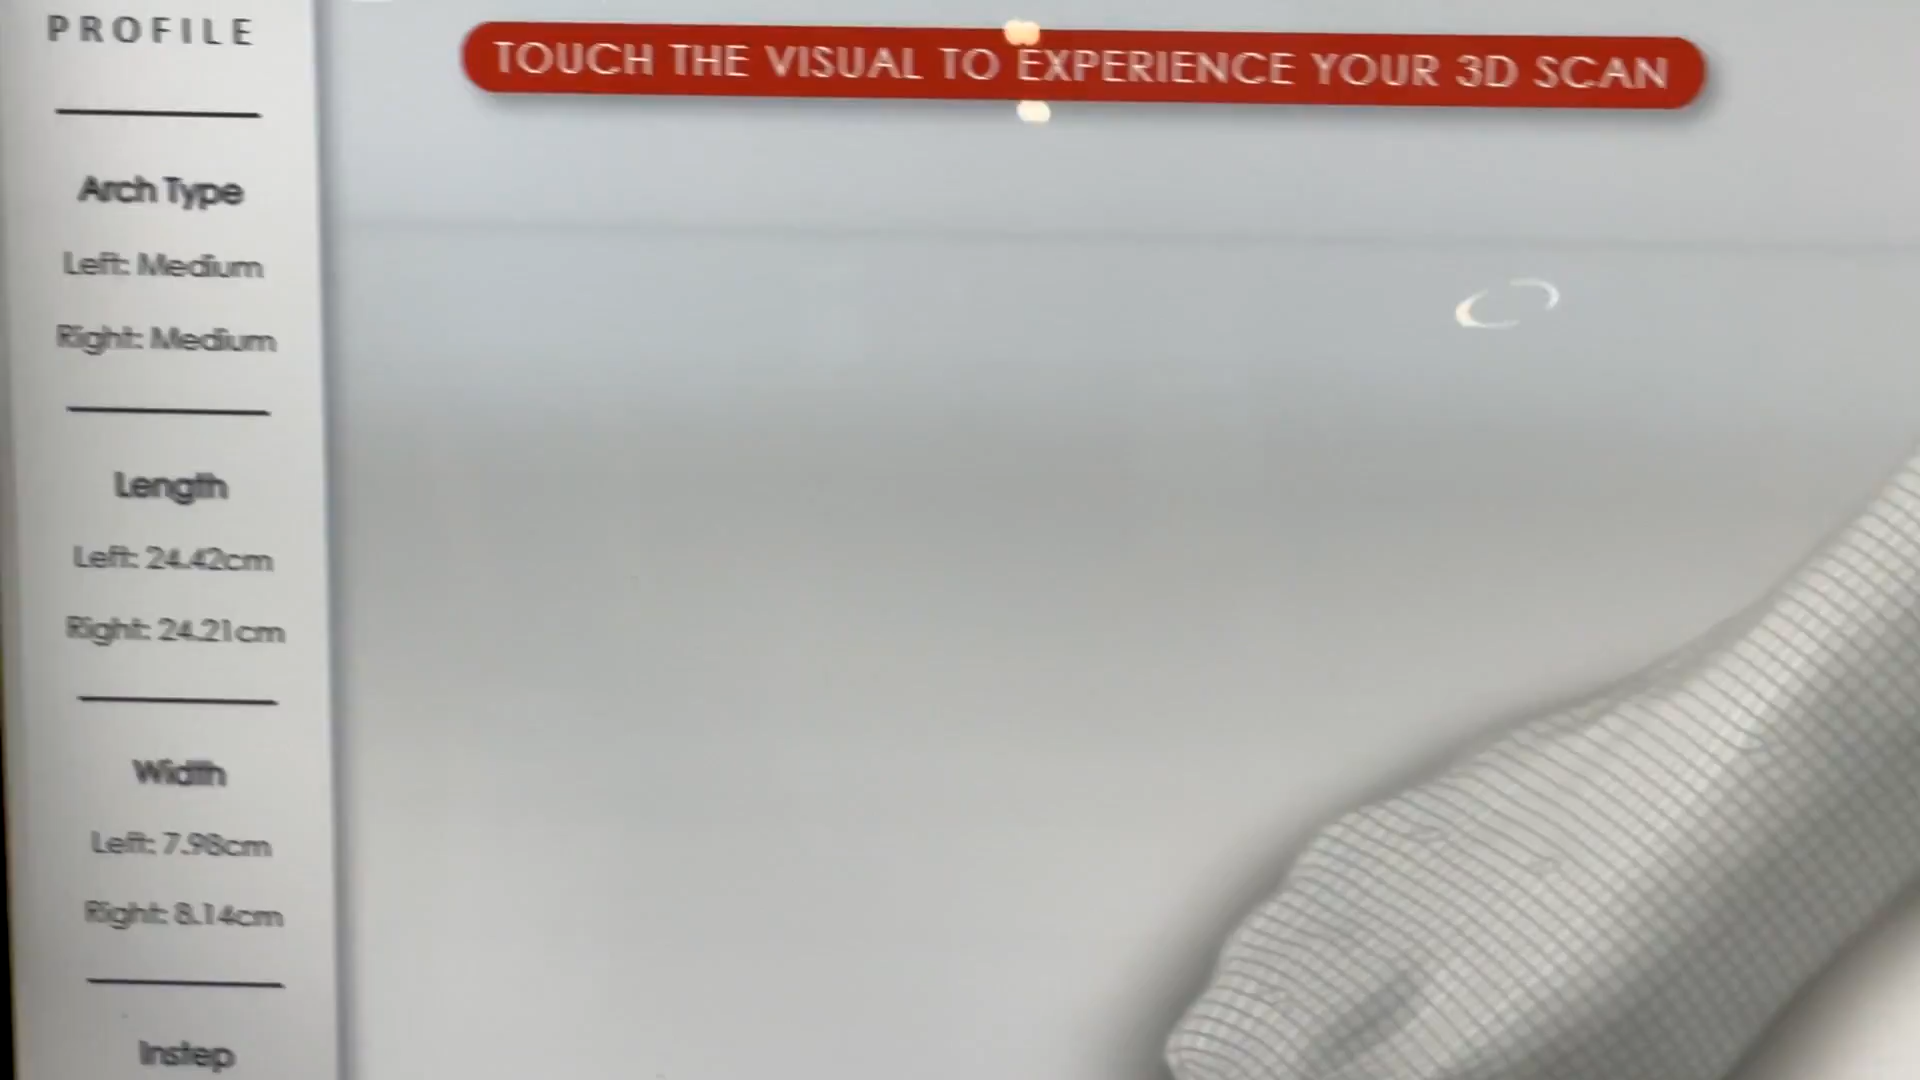 PROFILE
TOUCH THE VISUAL TO EXPERIENCE YOUR 3D SCAN
Arch Type
Left: Medium
Right: Medium
Length
Left: 24.42cm
Right: 24.21cm
Width
Left: 7.98cm
Right: 8.14cm
Instep